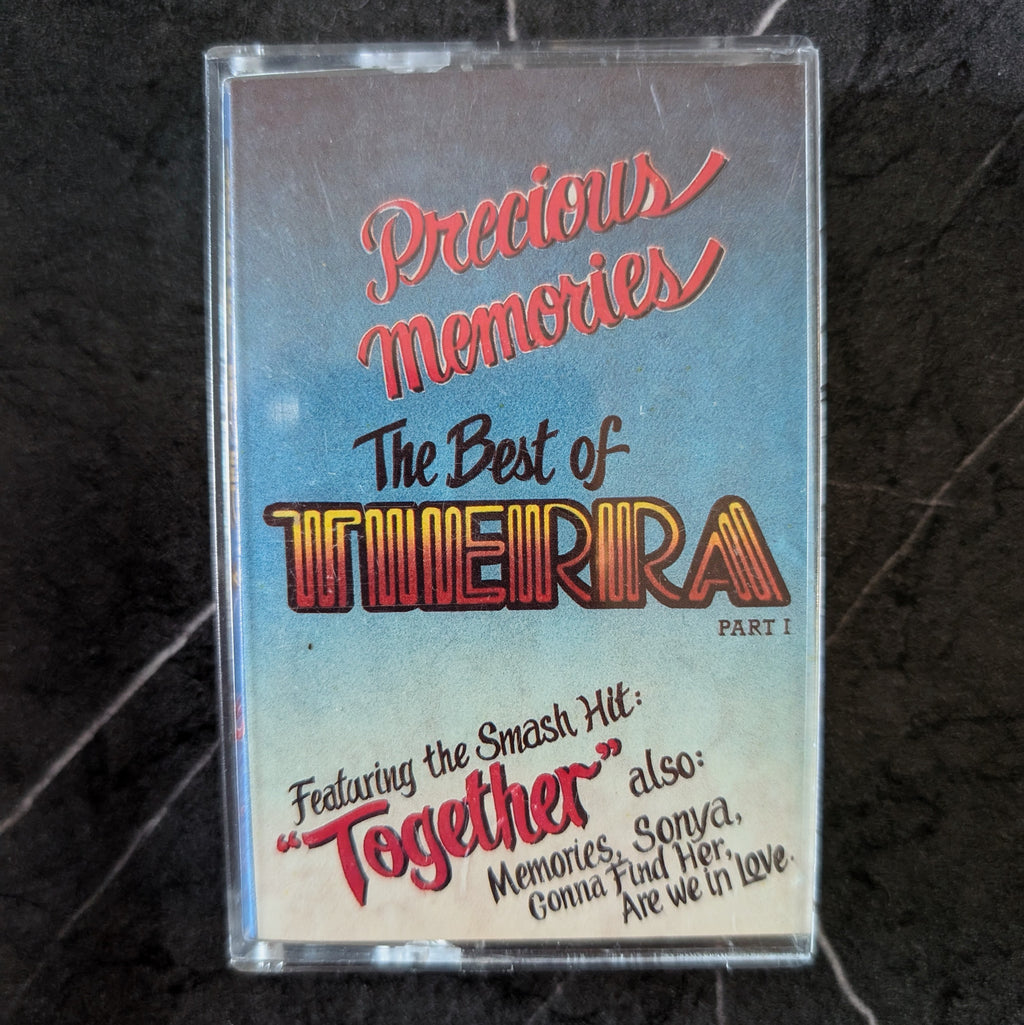 Precious
Memories
The Best of
TIERRA
PART I
Featuring the Smash Hit:
"Together" also:
Memories, Sonya,
Gonna Find Her,
Are We in Love.